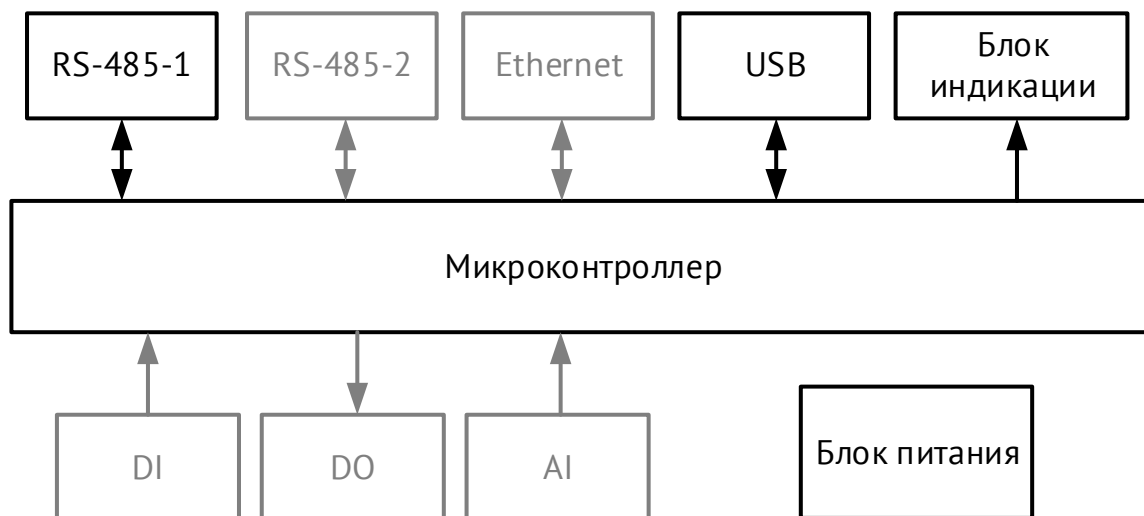 RS-485-1
RS-485-2
Ethernet
USB
Блок
индикации
Микроконтроллер
DI
DO
AI
Блок питания